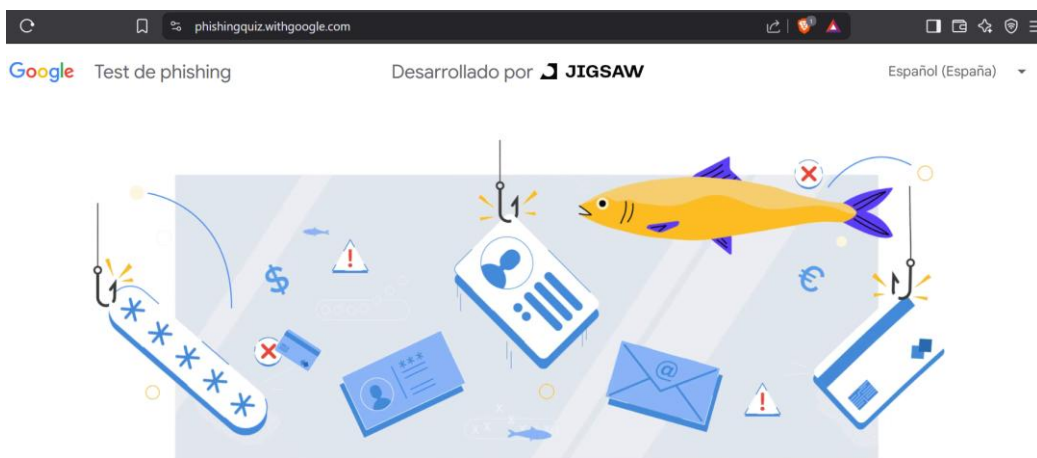 phishingquiz.withgoogle.com
Google Test de phishing Desarrollado por JIGSAW Español (España)
$ ! €
* * * * *
* * *
@
!